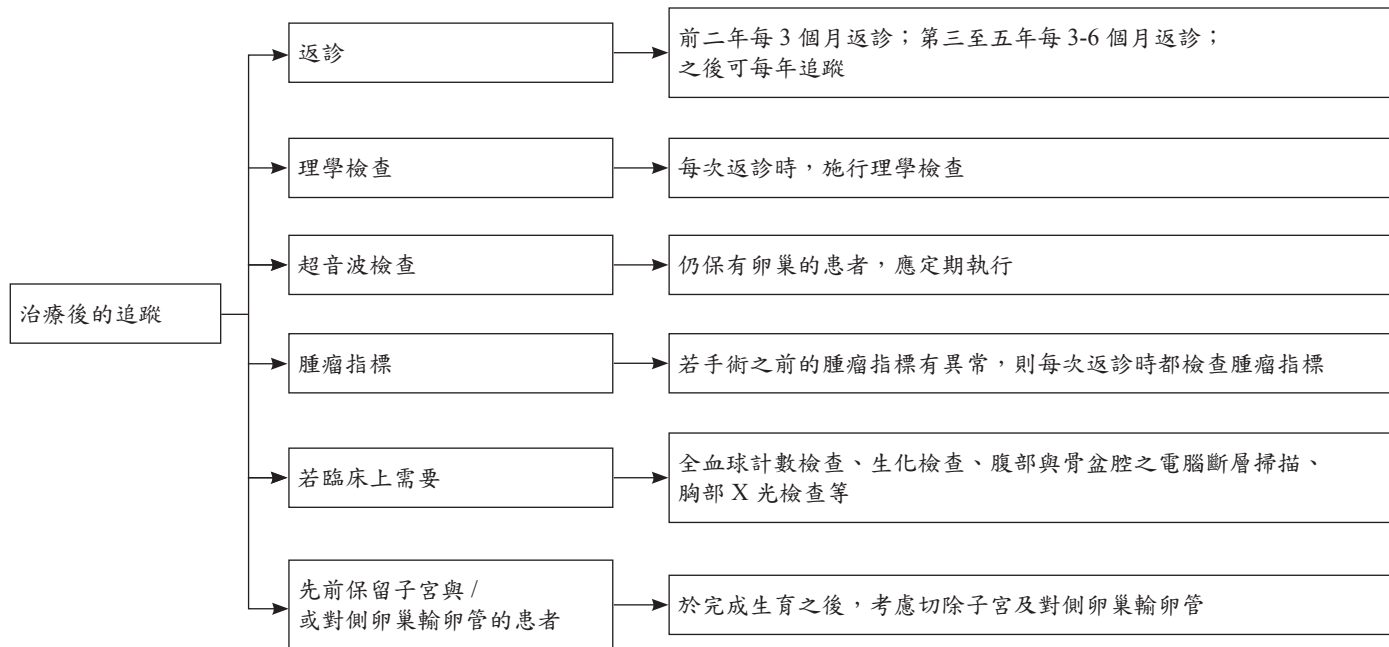 返診
前二年每 3 個月返診；第三至五年每 3-6 個月返診；
之後可每年追蹤
理學檢查
每次返診時，施行理學檢查
超音波檢查
仍保有卵巢的患者，應定期執行
治療後的追蹤
腫瘤指標
若手術之前的腫瘤指標有異常，則每次返診時都檢查腫瘤指標
若臨床上需要
全血球計數檢查、生化檢查、腹部與骨盆腔之電腦斷層掃描、
胸部 X 光檢查等
先前保留子宮與 /
或對側卵巢輸卵管的患者
於完成生育之後，考慮切除子宮及對側卵巢輸卵管